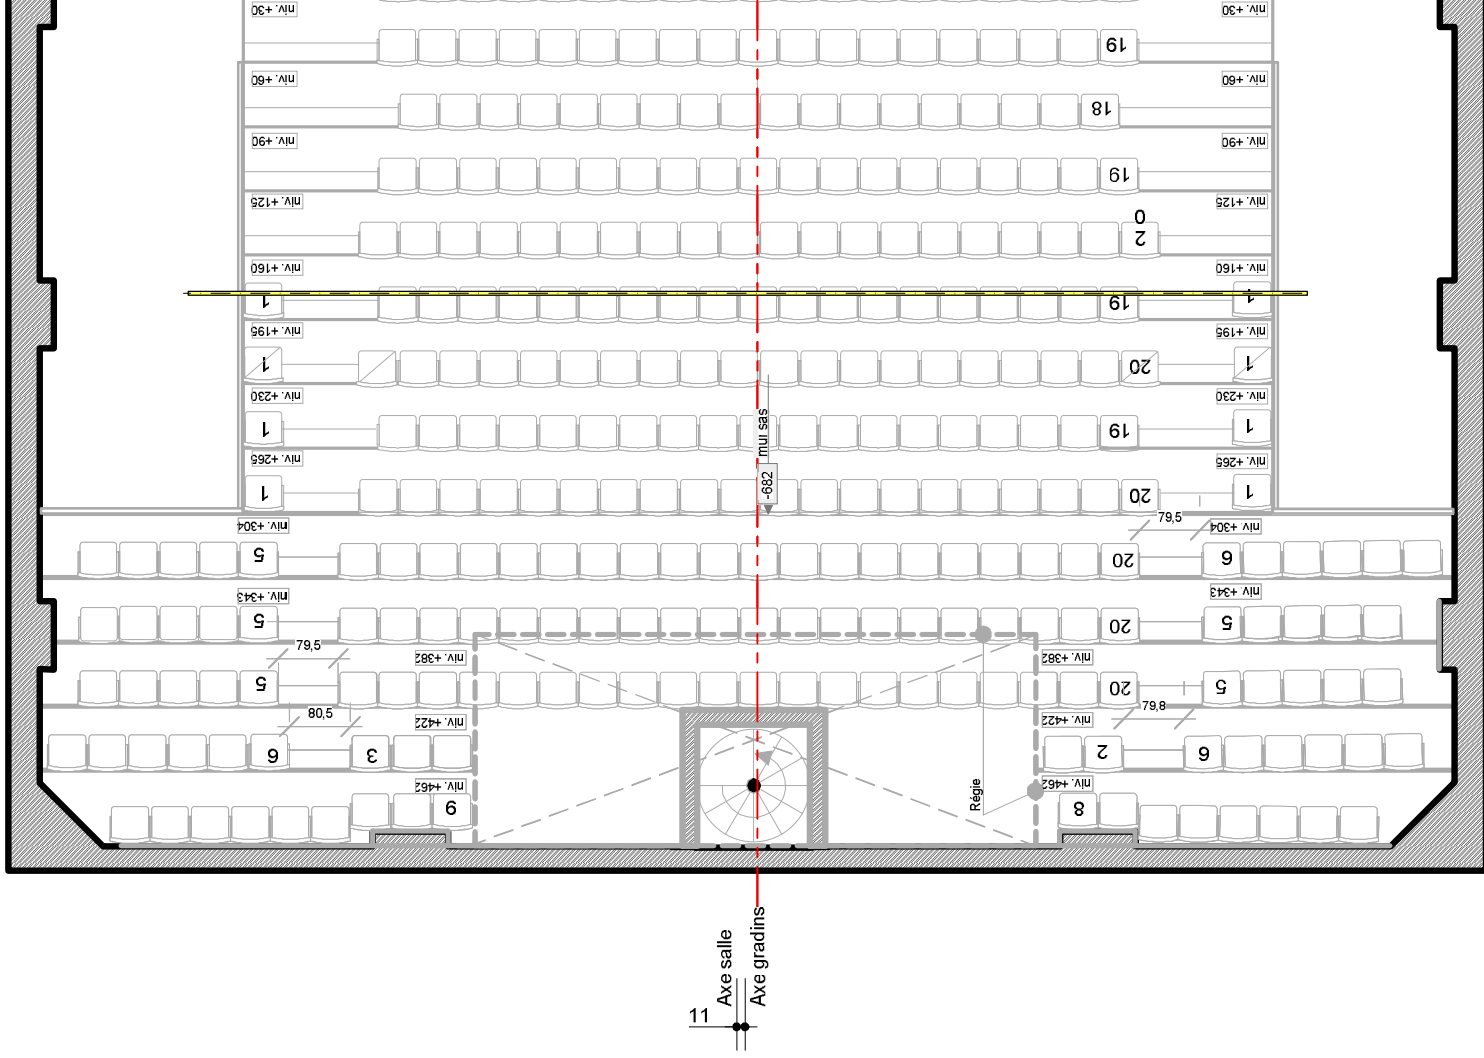 niv. +30
niv. +30
19
niv. +60
niv. +60
18
niv. +90
niv. +90
19
niv. +125
niv. +125
0
2
niv. +160
niv. +160
1
19
1
niv. +195
niv. +195
1
20
1
niv. +230
niv. +230
1
19
1
mur sas
niv. +265
niv. +265
-682
1
20
1
79,5
niv. +304
niv. +304
5
20
6
niv. +343
niv. +343
5
20
5
79,5
niv. +382
niv. +382
5
20
5
80,5
79,8
niv. +422
niv. +422
6
3
2
6
niv. +462
niv. +462
Régie
9
8
Axe salle
Axe gradins
11